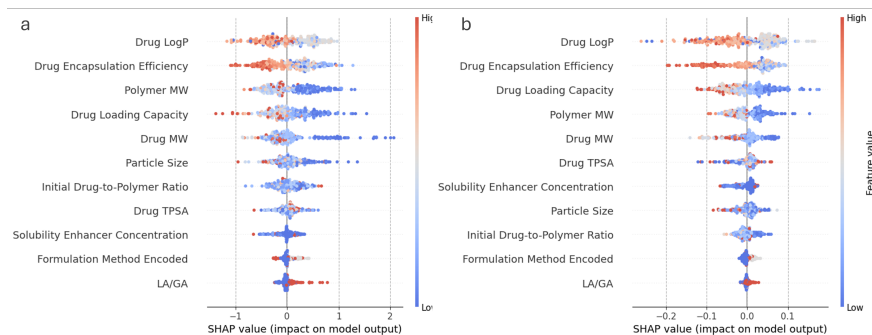 a
High
Drug LogP
Drug Encapsulation Efficiency
Polymer MW
Drug Loading Capacity
Drug MW
Particle Size
Initial Drug-to-Polymer Ratio
Drug TPSA
Solubility Enhancer Concentration
Formulation Method Encoded
LA/GA
Lo
−1 0 1 2
SHAP value (impact on model output)
b
High
Drug LogP
Drug Encapsulation Efficiency
Drug Loading Capacity
Polymer MW
Drug MW
Drug TPSA
Solubility Enhancer Concentration
Particle Size
Initial Drug-to-Polymer Ratio
Formulation Method Encoded
LA/GA
Low
Feature value
−0.2 −0.1 0.0 0.1
SHAP value (impact on model output)